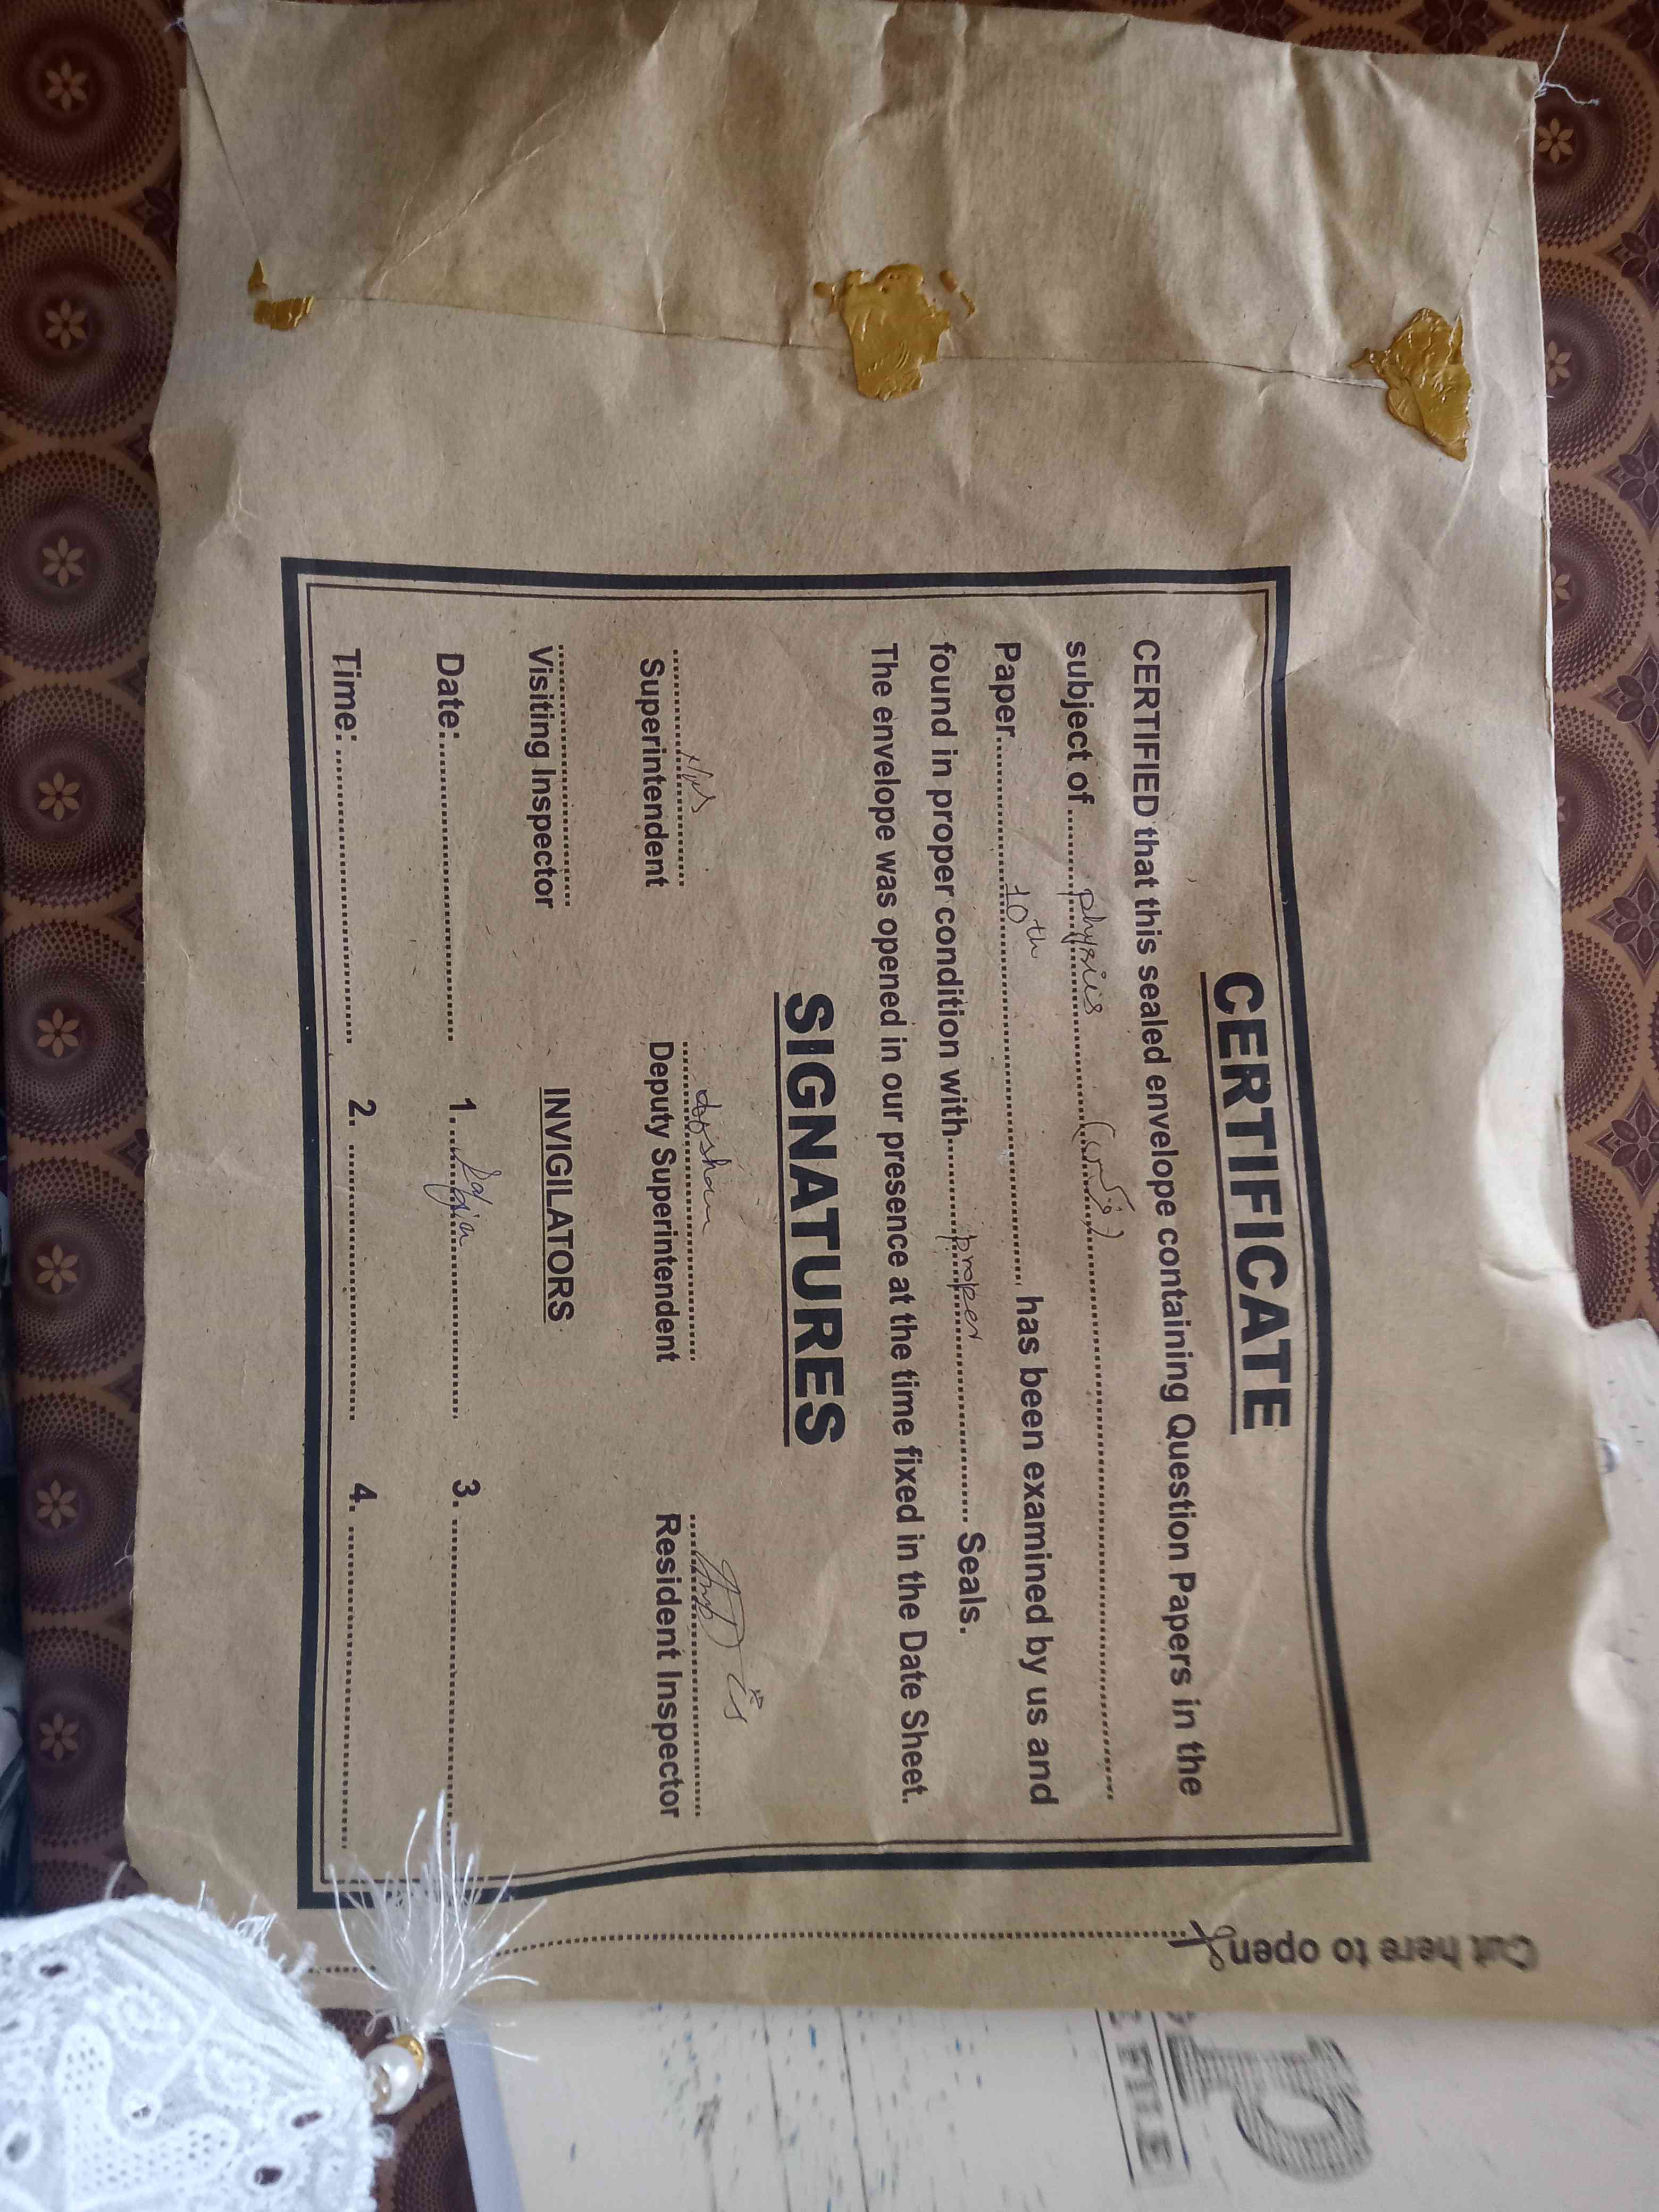 CERTIFICATE
CERTIFIED that this sealed envelope containing Question Papers in the
subject of ........ physics ........ (عربی) ........
Paper ........ 10th ........ has been examined by us and
found in proper condition with ........ proper ........ Seals.
The envelope was opened in our presence at the time fixed in the Date Sheet.
SIGNATURES
Superintendent Deputy Superintendent Resident Inspector
Visiting Inspector INVIGILATORS
Date: ........ 1. ........ 3. ........
Time: ........ 2. ........ 4. ........
Cut here to open
FILE